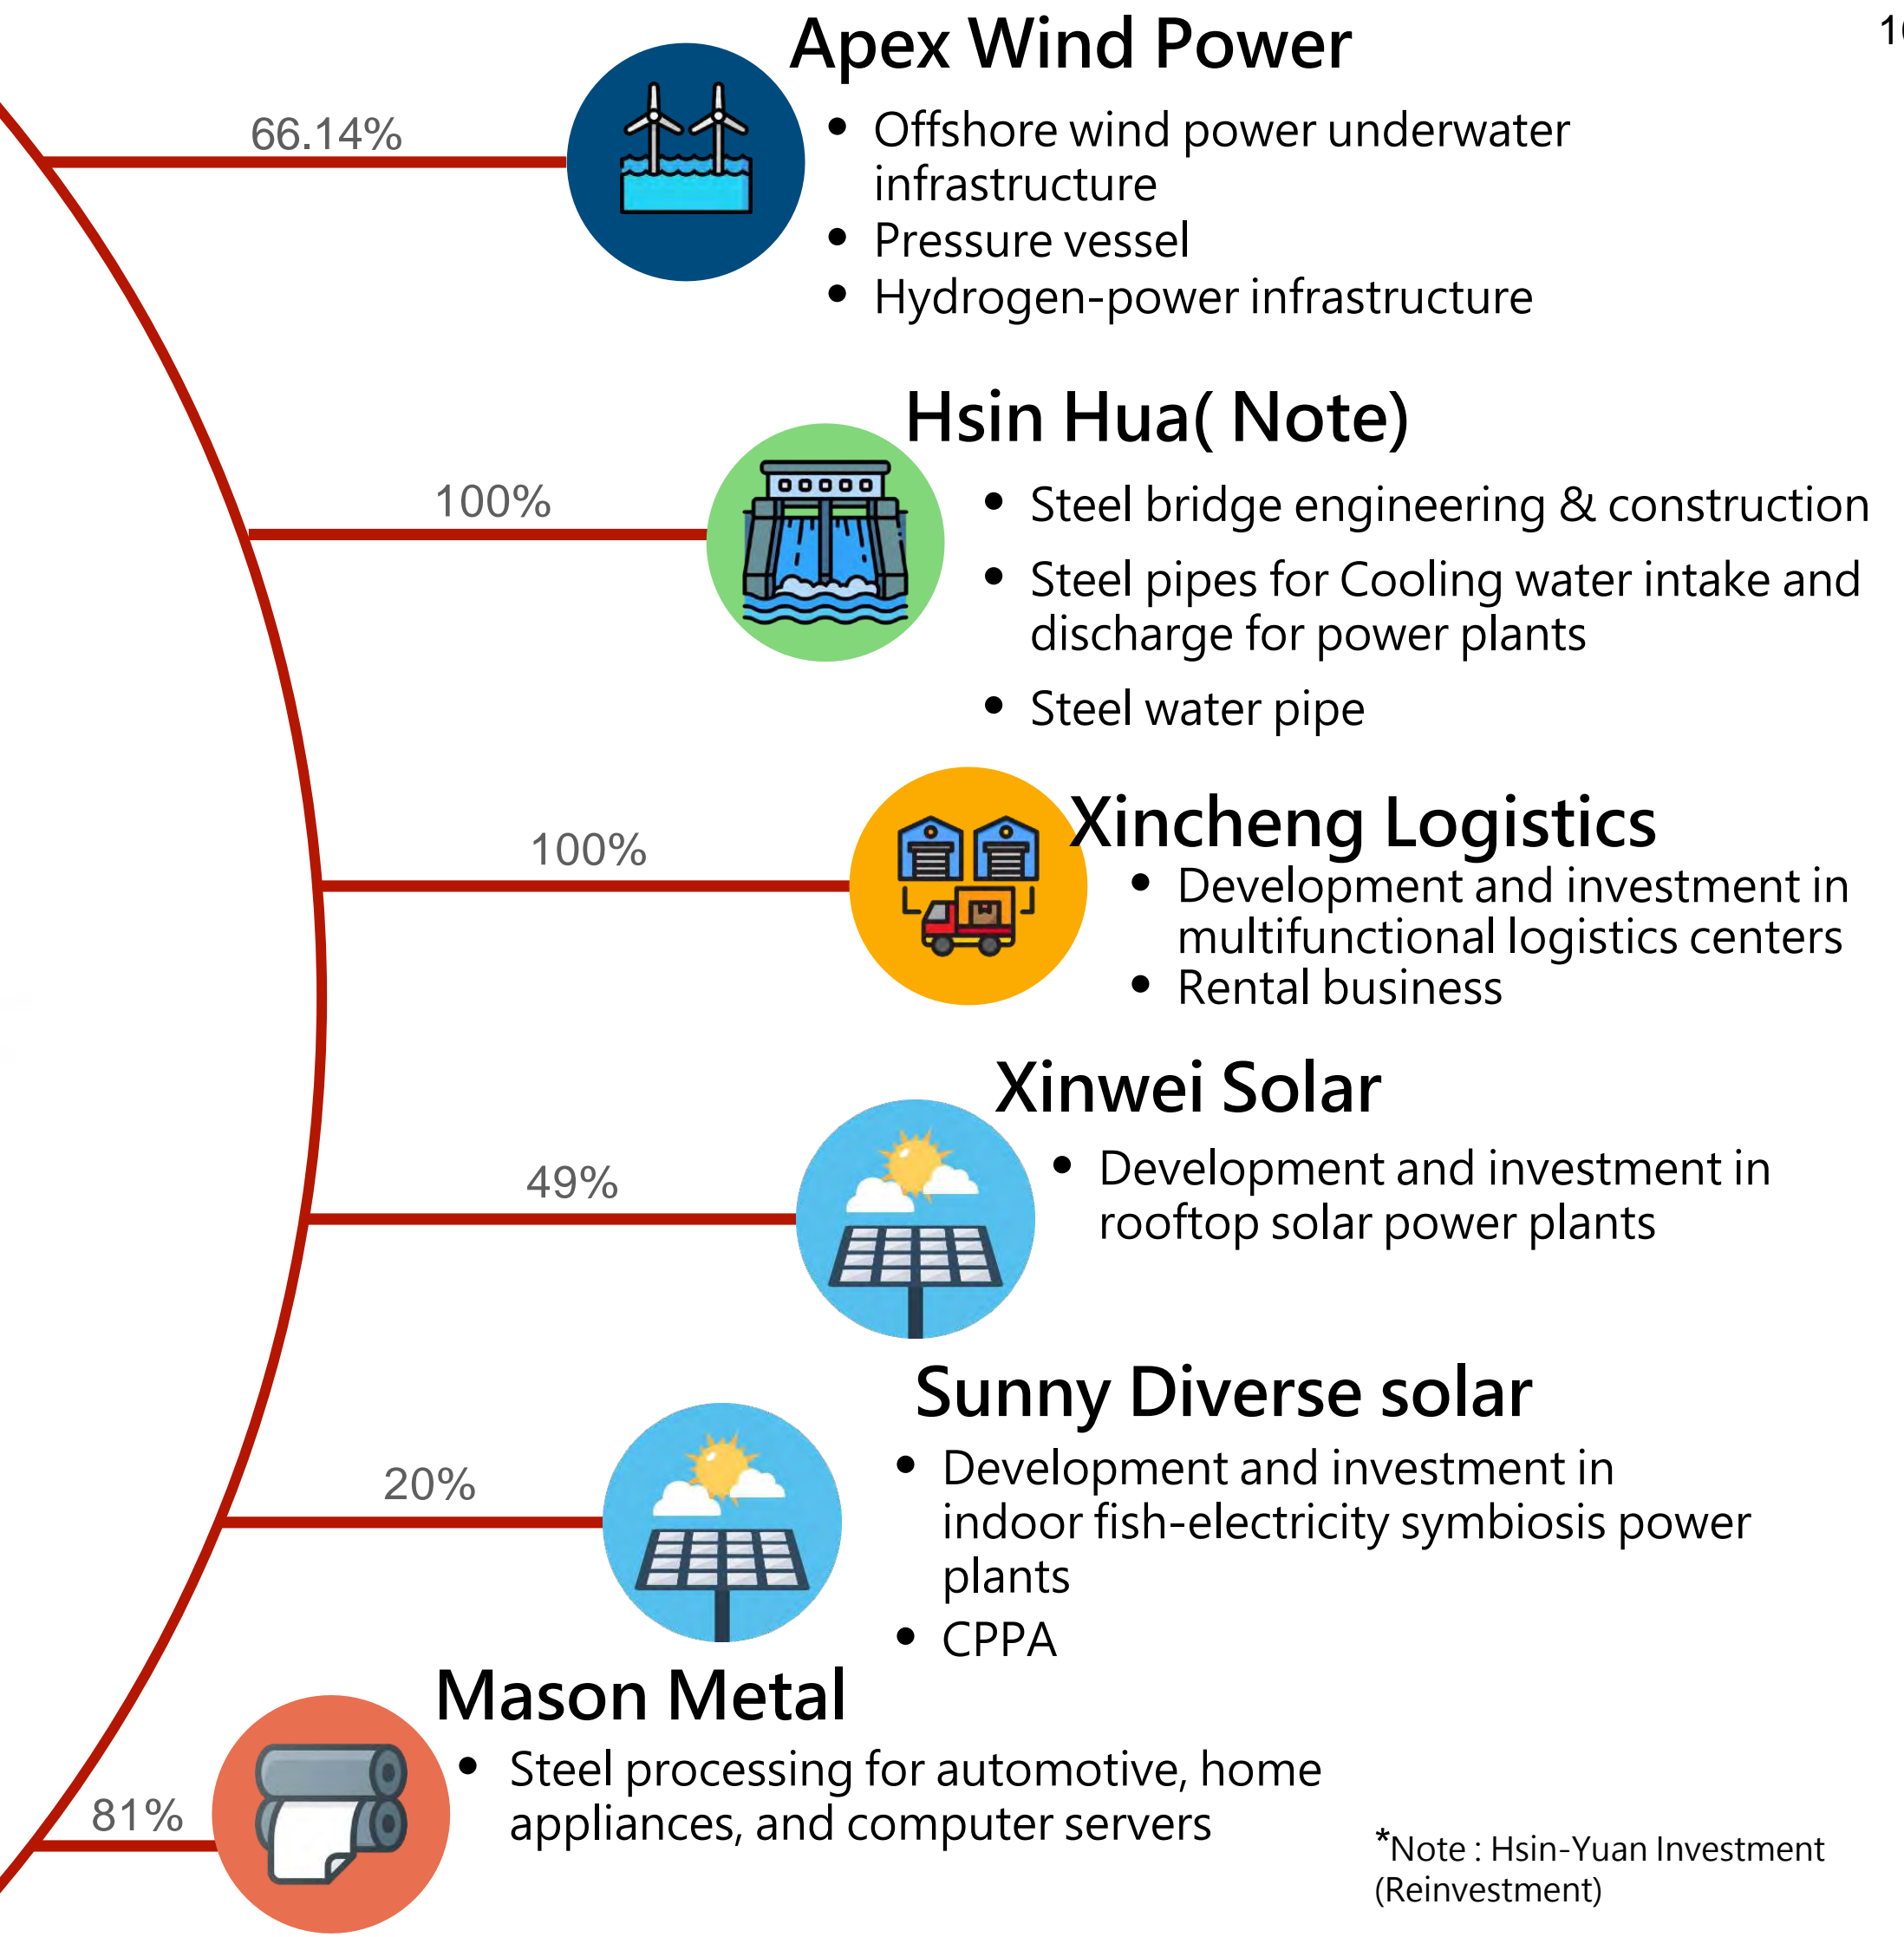 Apex Wind Power
66.14%
• Offshore wind power underwater
infrastructure
• Pressure vessel
• Hydrogen-power infrastructure
Hsin Hua( Note)
100%
• Steel bridge engineering & construction
• Steel pipes for Cooling water intake and
discharge for power plants
• Steel water pipe
Xincheng Logistics
100%
• Development and investment in
multifunctional logistics centers
• Rental business
Xinwei Solar
49%
• Development and investment in
rooftop solar power plants
Sunny Diverse solar
20%
• Development and investment in
indoor fish-electricity symbiosis power
plants
• CPPA
Mason Metal
81%
• Steel processing for automotive, home
appliances, and computer servers
*Note : Hsin-Yuan Investment
(Reinvestment)